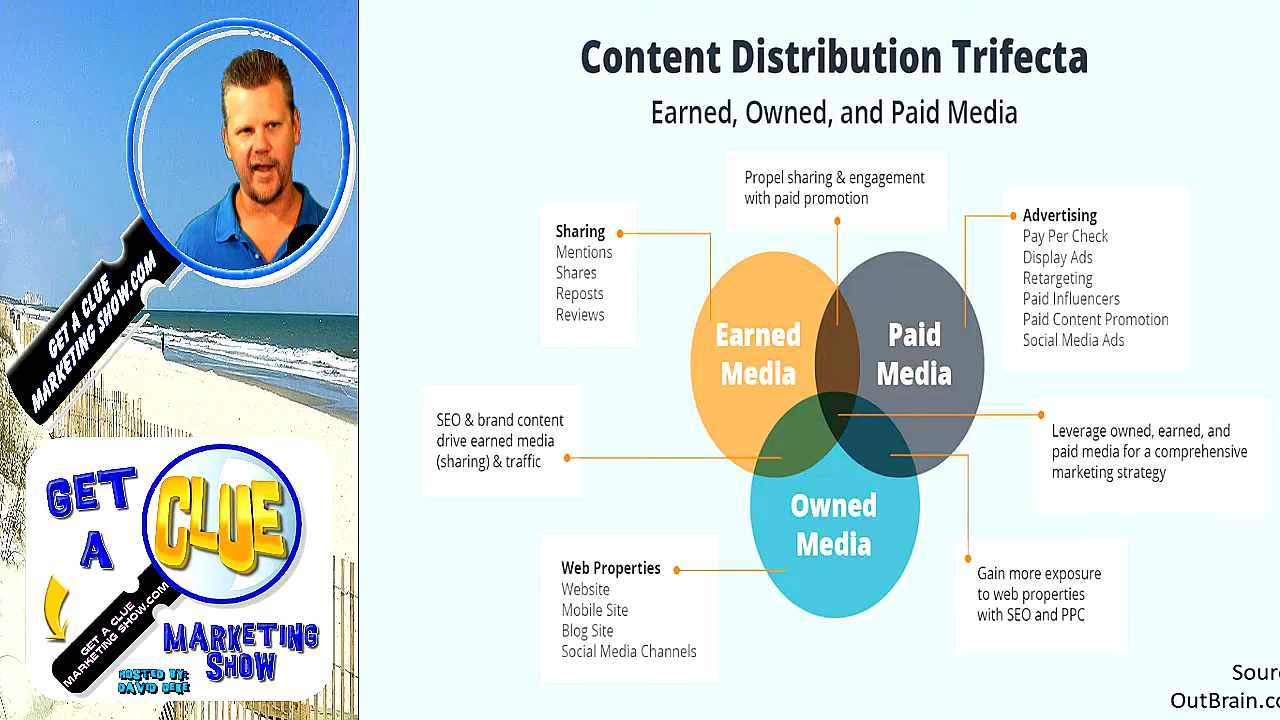 Content Distribution Trifecta
Earned, Owned, and Paid Media
Propel sharing & engagement
with paid promotion
Sharing
Mentions
Shares
Reposts
Reviews
Advertising
Pay Per Check
Display Ads
Retargeting
Paid Influencers
Paid Content Promotion
Social Media Ads
Earned
Media
Paid
Media
SEO & brand content
drive earned media
(sharing) & traffic
Leverage owned, earned, and
paid media for a comprehensive
marketing strategy
Owned
Media
Web Properties
Website
Mobile Site
Blog Site
Social Media Channels
Gain more exposure
to web properties
with SEO and PPC
Sour
OutBrain.co
GET A CLUE
MARKETING SHOW.COM
GET
A
CLUE
GET A CLUE
MARKETING SHOW.COM
MARKETING
SHOW
HOSTED BY:
DAVID DEKE